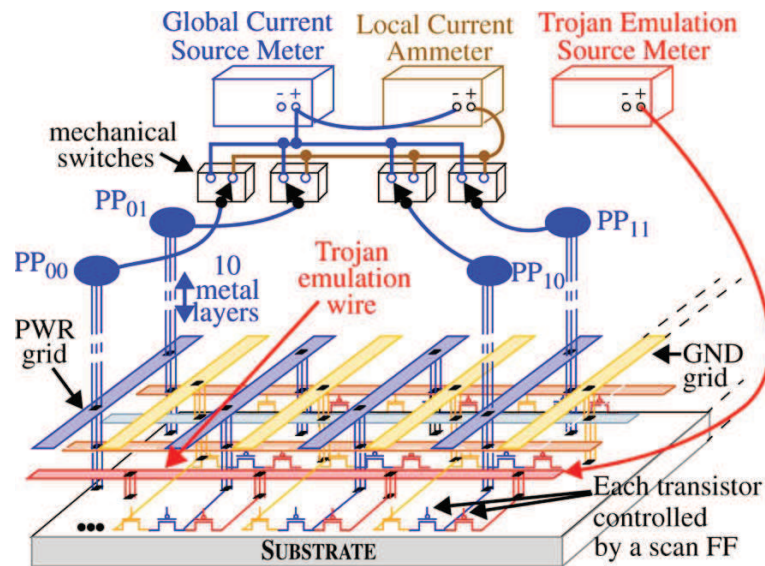 Global Current
Source Meter
Local Current
Ammeter
Trojan Emulation
Source Meter
- +
- +
- +
mechanical
switches
PP01
PP00
PP11
PP10
10
metal
layers
Trojan
emulation
wire
PWR
grid
GND
grid
Each transistor
controlled
by a scan FF
SUBSTRATE